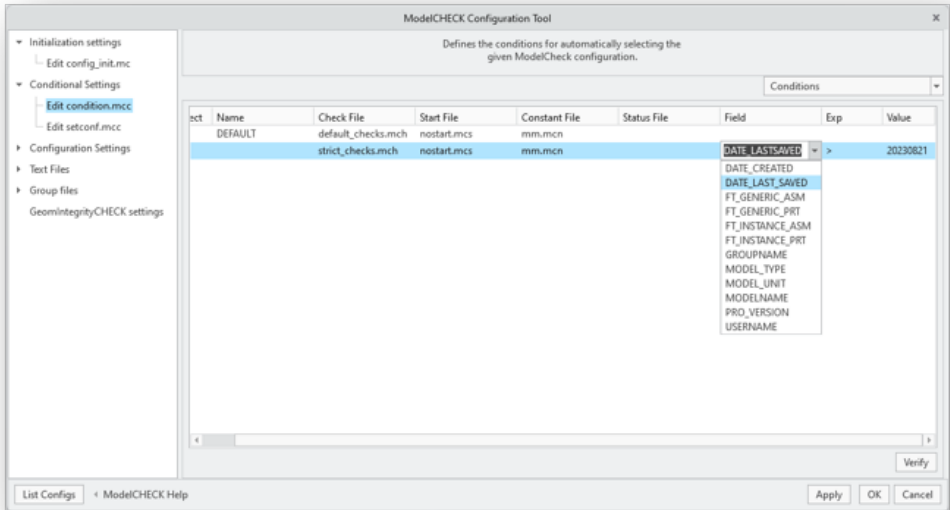 ModelCHECK Configuration Tool
Initialization settings
Edit config_init.mc
Conditional Settings
Edit condition.mcc
Edit setconf.mcc
Configuration Settings
Text Files
Group files
GeomIntegrityCHECK settings
Defines the conditions for automatically selecting the
given ModelCheck configuration.
Conditions
ect Name Check File Start File Constant File Status File Field Exp Value
DEFAULT default_checks.mch nostart.mcs mm.mcn
strict_checks.mch nostart.mcs mm.mcn DATE_LASTSAVED > 20230821
DATE_CREATED
DATE_LAST_SAVED
FT_GENERIC_ASM
FT_GENERIC_PRT
FT_INSTANCE_ASM
FT_INSTANCE_PRT
GROUPNAME
MODEL_TYPE
MODEL_UNIT
MODELNAME
PRO_VERSION
USERNAME
Verify
List Configs ModelCHECK Help Apply OK Cancel